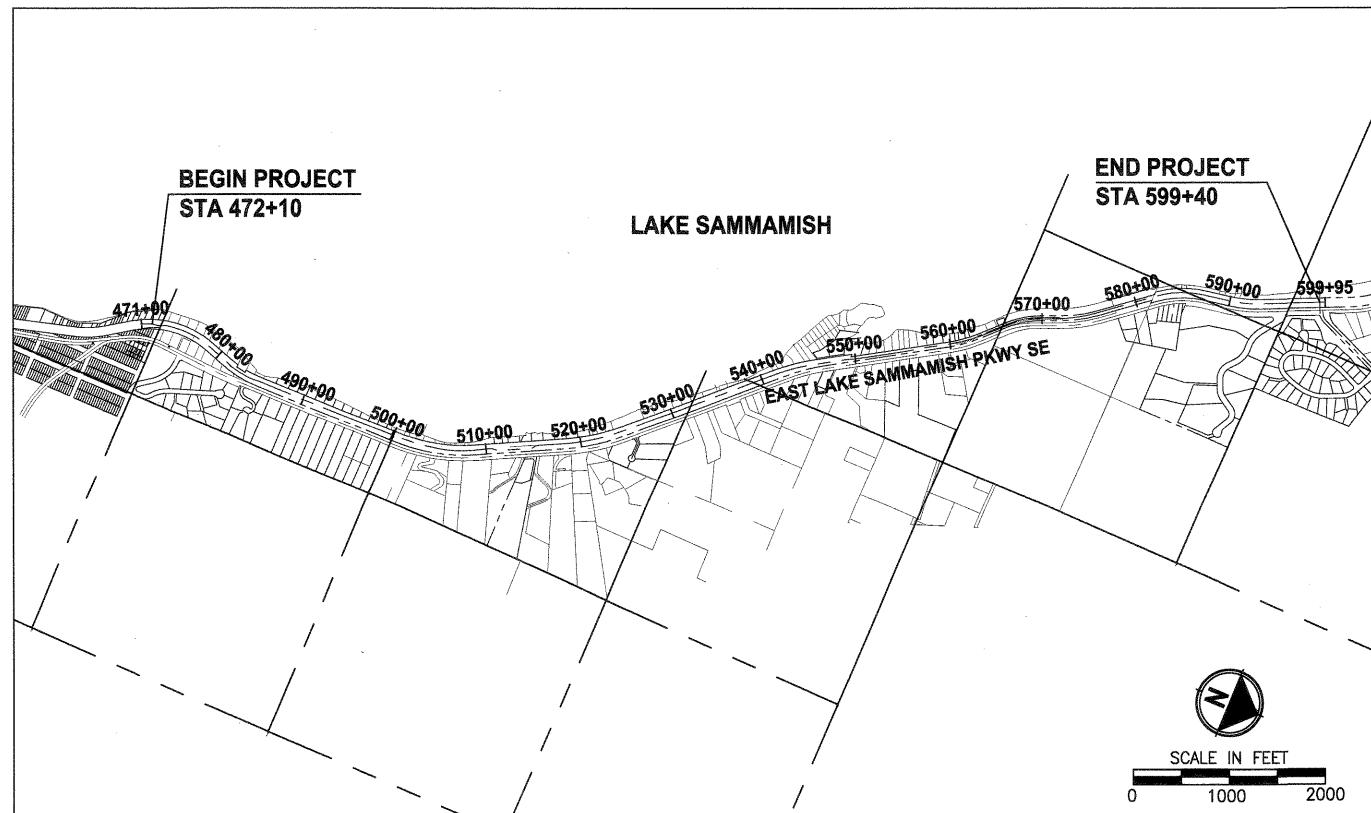 BEGIN PROJECT
STA 472+10
LAKE SAMMAMISH
END PROJECT
STA 599+40
471+00
480+00
490+00
500+00
510+00
520+00
530+00
540+00
550+00
560+00
570+00
580+00
590+00
599+95
EAST LAKE SAMMAMISH PKWY SE
N
SCALE IN FEET
0 1000 2000